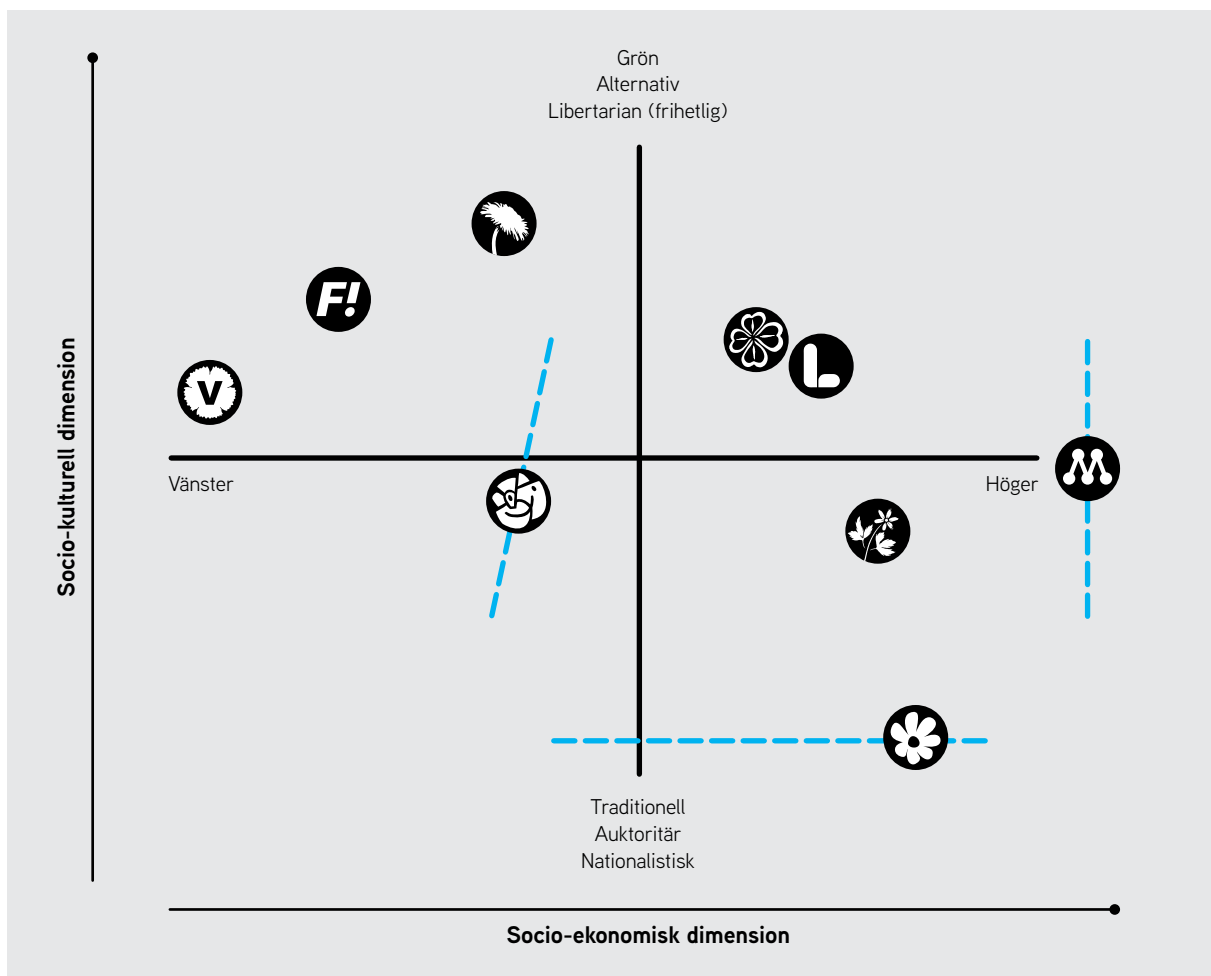 Grön
Alternativ
Libertarian (frihetlig)
F!
V
L
M
Vänster
Höger
Socio-kulturell dimension
Traditionell
Auktoritär
Nationalistisk
Socio-ekonomisk dimension